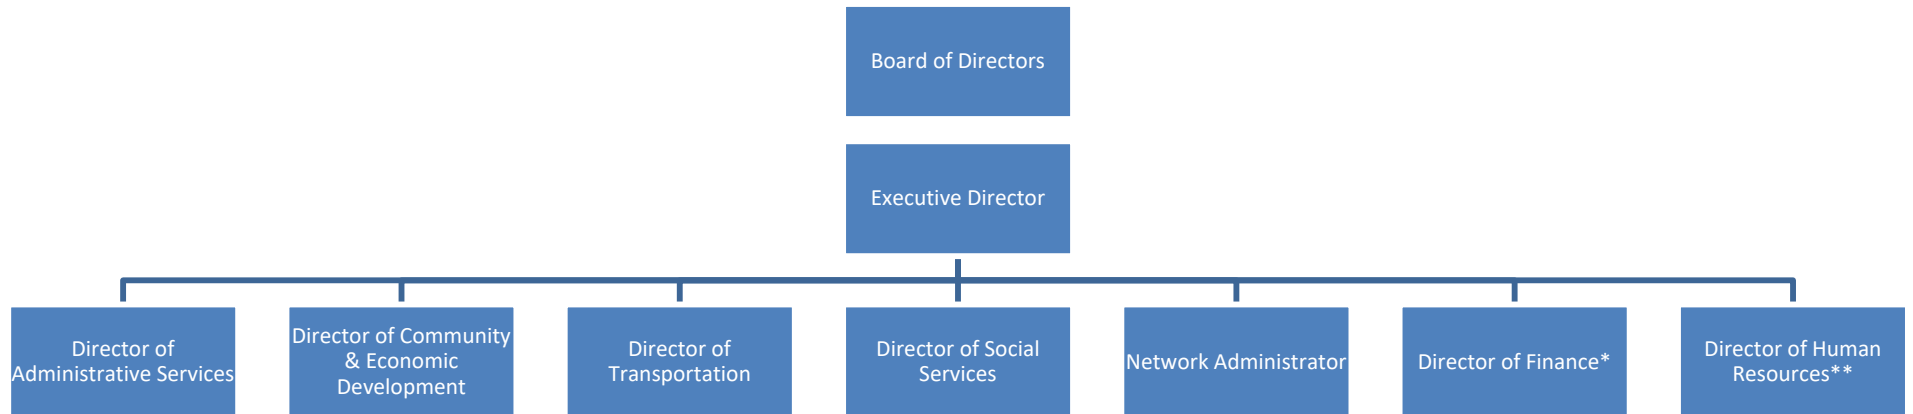 Board of Directors
Executive Director
Director of
Administrative Services
Director of Community
& Economic
Development
Director of
Transportation
Director of Social
Services
Network Administrator
Director of Finance*
Director of Human
Resources**